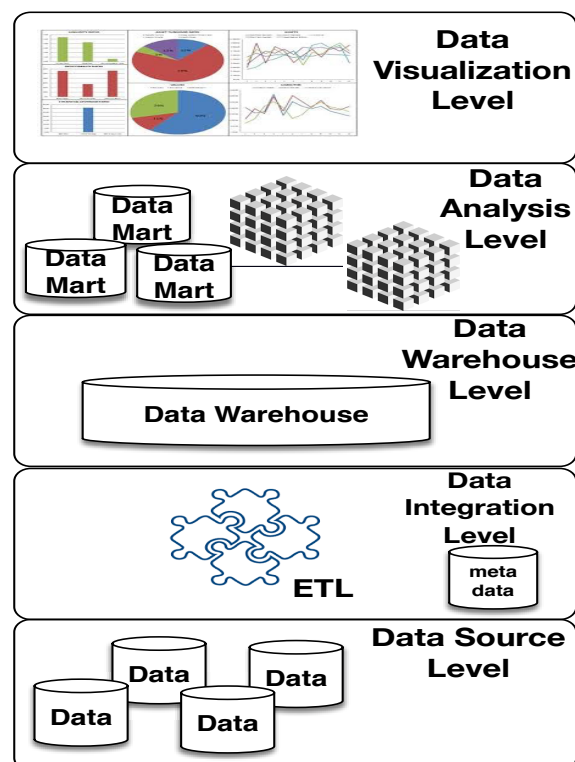 Data
Visualization
Level
Data
Analysis
Level
Data
Mart
Data
Mart
Data
Mart
Data
Warehouse
Level
Data Warehouse
Data
Integration
Level
ETL
meta
data
Data Source
Level
Data
Data
Data
Data